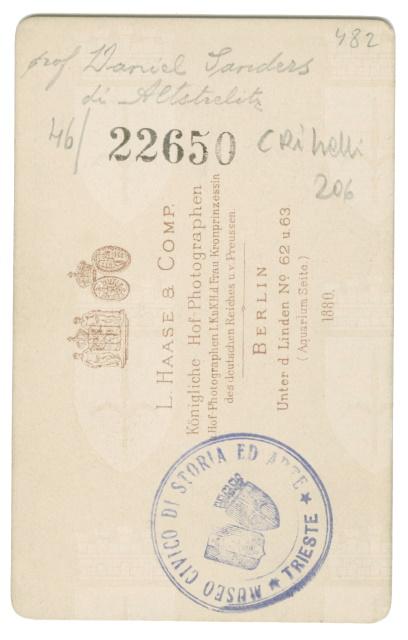 482
prof Daniel Sanders
di Altstrelitz
46/
22650
206
L. HAASE & COMP.
Königliche Hof-Photographen
Hof-Photographen I.K.u.K.H.d. Frau Kronprinzessin
des deutschen Reiches u.v. Preussen.
BERLIN
Unter d. Linden No 62 u 63
(Aquarium Seite.)
1880.
MUSEO CIVICO DI STORIA ED ARTE ★ TRIESTE ★